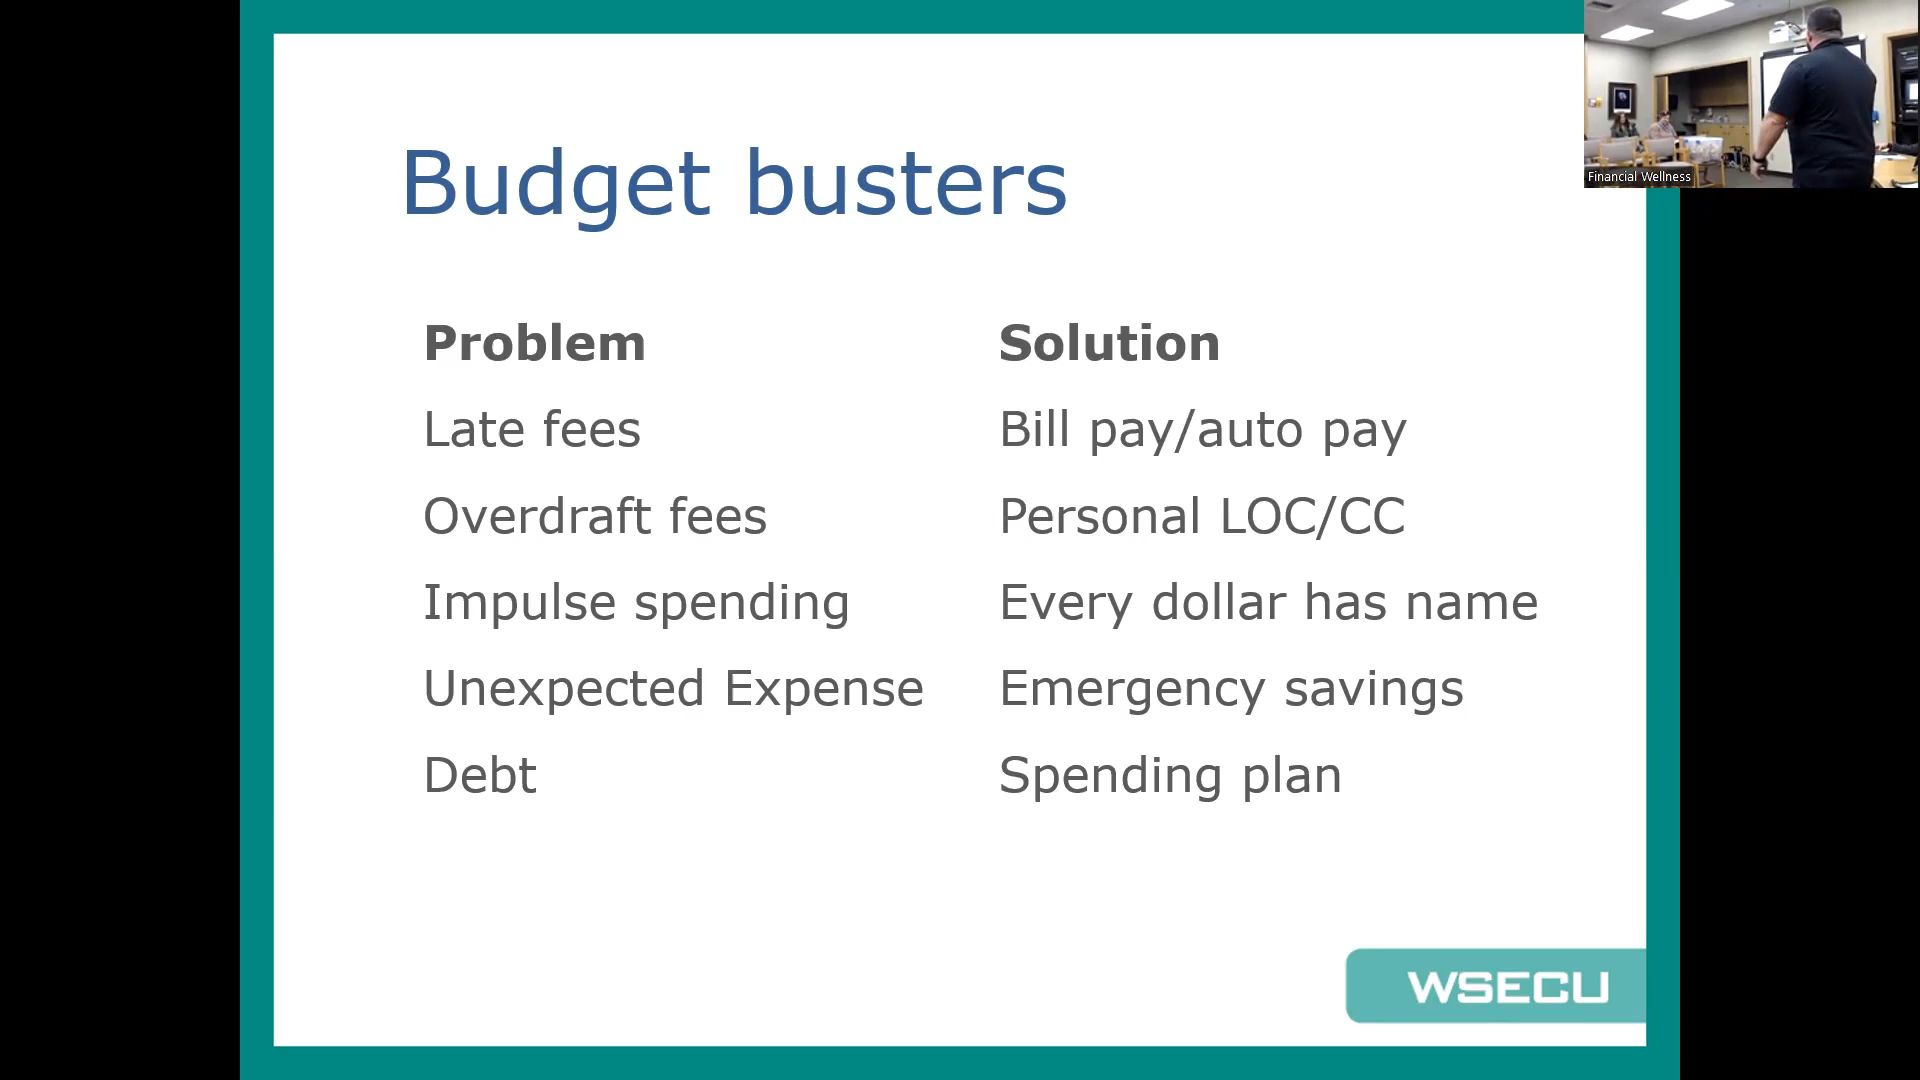 Budget busters
Problem Solution
Late fees Bill pay/auto pay
Overdraft fees Personal LOC/CC
Impulse spending Every dollar has name
Unexpected Expense Emergency savings
Debt Spending plan
WSECU
Financial Wellness